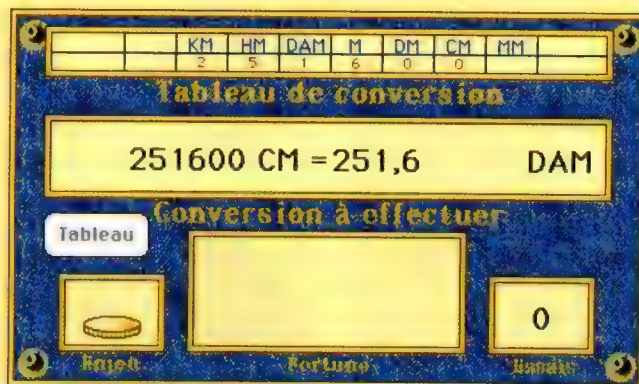 KM HM DAM M DM CM MM
2 5 1 6 0 0
Tableau de conversion
251600 CM = 251,6 DAM
Conversion à effectuer
Tableau
0
Enjeu Fortune Essais